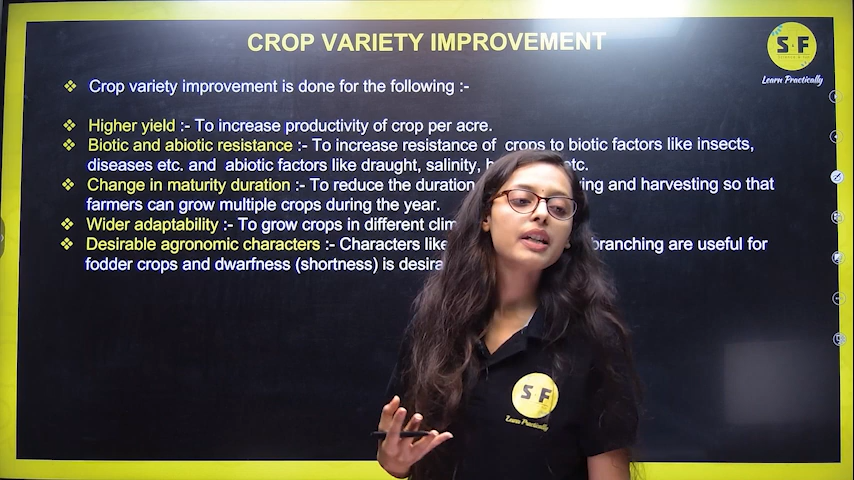 CROP VARIETY IMPROVEMENT
S F
Learn Practically
❖ Crop variety improvement is done for the following :-
❖ Higher yield :- To increase productivity of crop per acre.
❖ Biotic and abiotic resistance :- To increase resistance of crops to biotic factors like insects,
diseases etc. and abiotic factors like draught, salinity, etc.
❖ Change in maturity duration :- To reduce the duration and harvesting so that
farmers can grow multiple crops during the year.
❖ Wider adaptability :- To grow crops in different
❖ Desirable agronomic characters :- Characters like branching are useful for
fodder crops and dwarfness (shortness) is
S F
Learn Practically